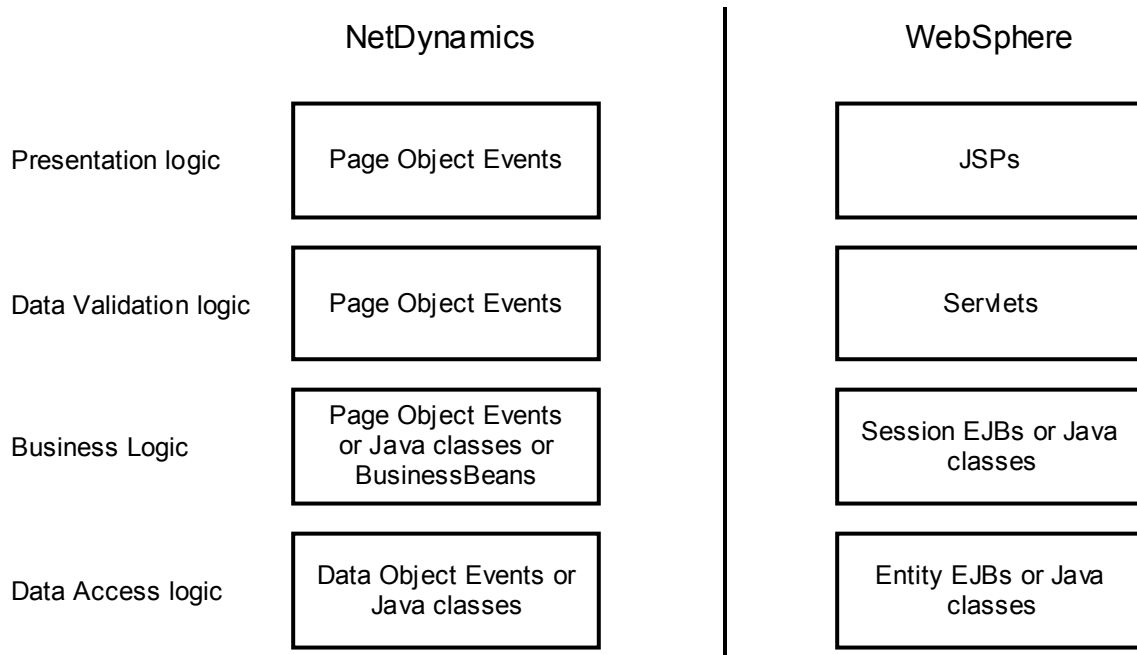 NetDynamics
WebSphere
Presentation logic
Page Object Events
JSPs
Data Validation logic
Page Object Events
Servlets
Business Logic
Page Object Events
or Java classes or
BusinessBeans
Session EJBs or Java
classes
Data Access logic
Data Object Events or
Java classes
Entity EJBs or Java
classes